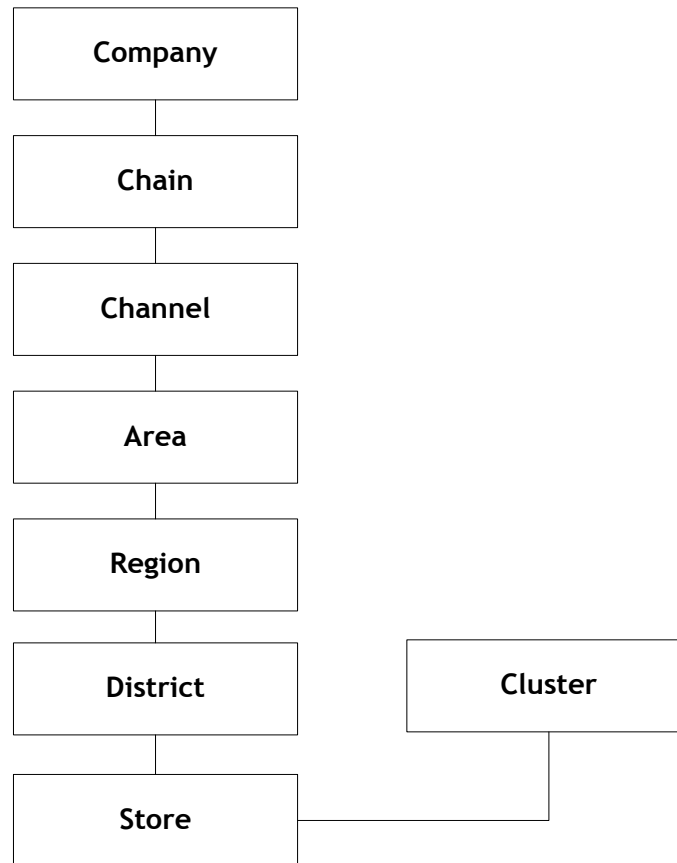 Company
Chain
Channel
Area
Region
District
Cluster
Store